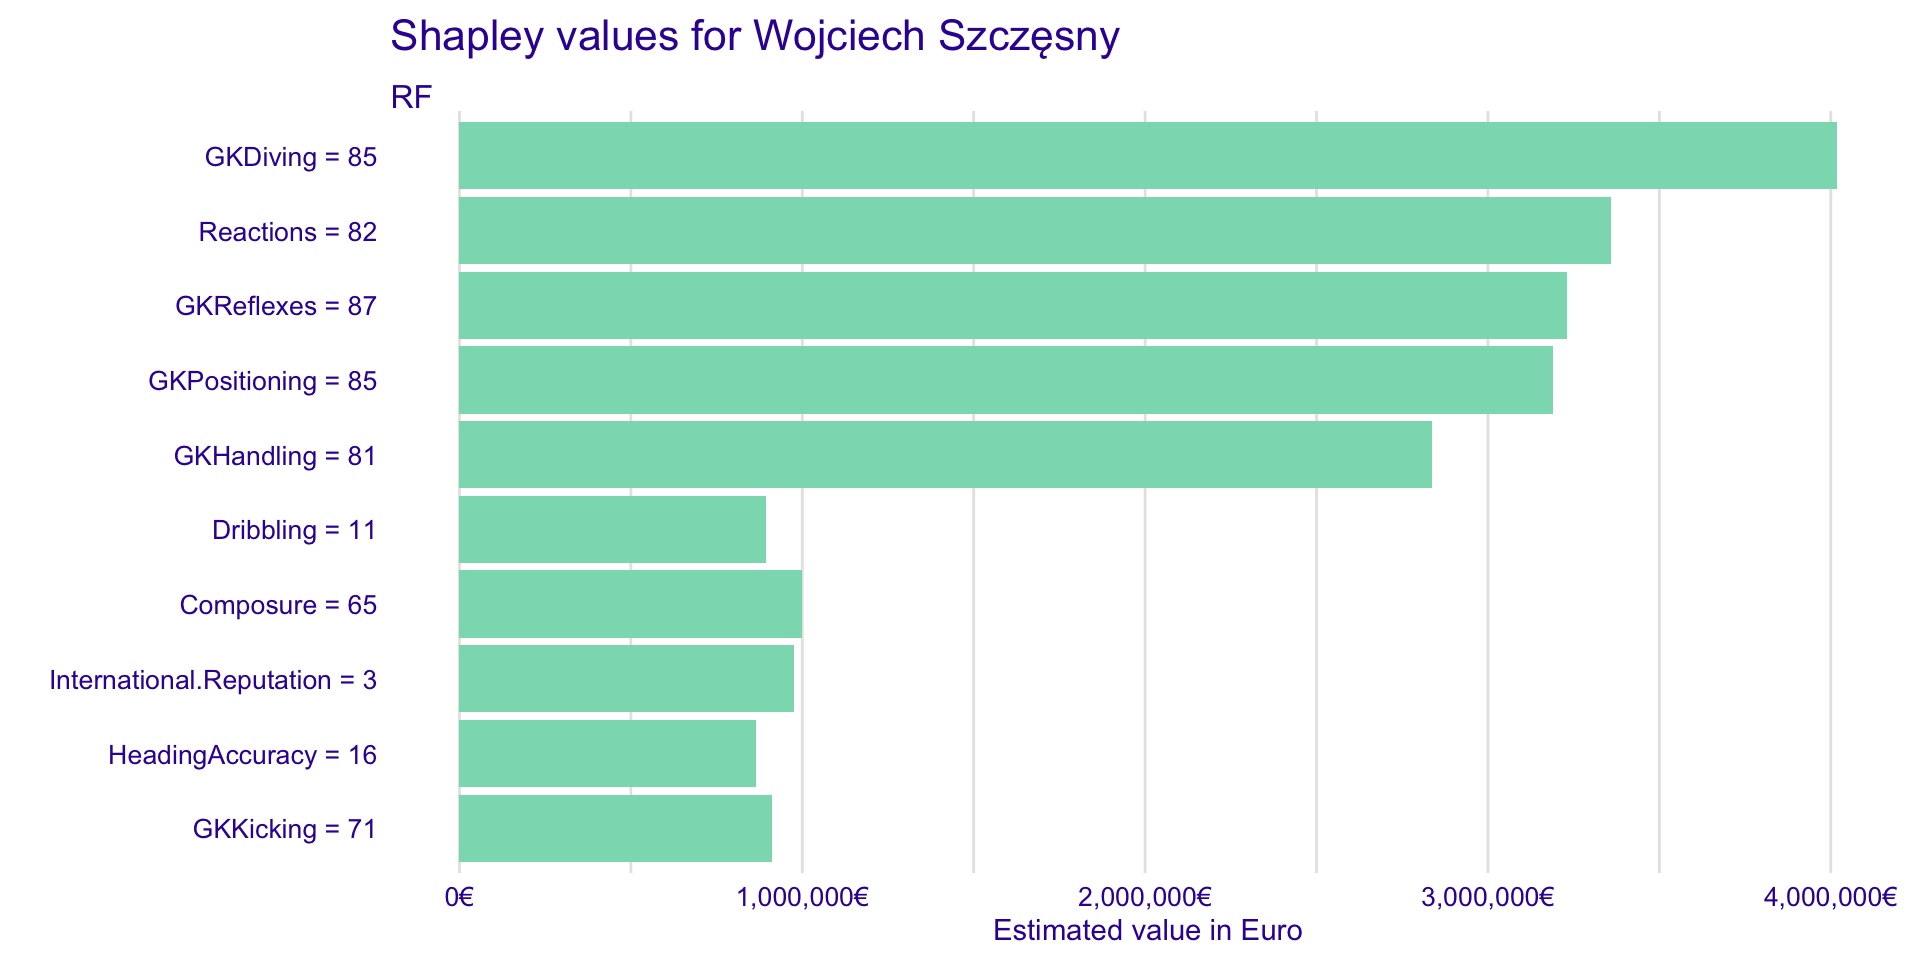 Shapley values for Wojciech Szczęsny
RF
GKDiving = 85
Reactions = 82
GKReflexes = 87
GKPositioning = 85
GKHandling = 81
Dribbling = 11
Composure = 65
International.Reputation = 3
HeadingAccuracy = 16
GKKicking = 71
0€ 1,000,000€ 2,000,000€ 3,000,000€ 4,000,000€
Estimated value in Euro